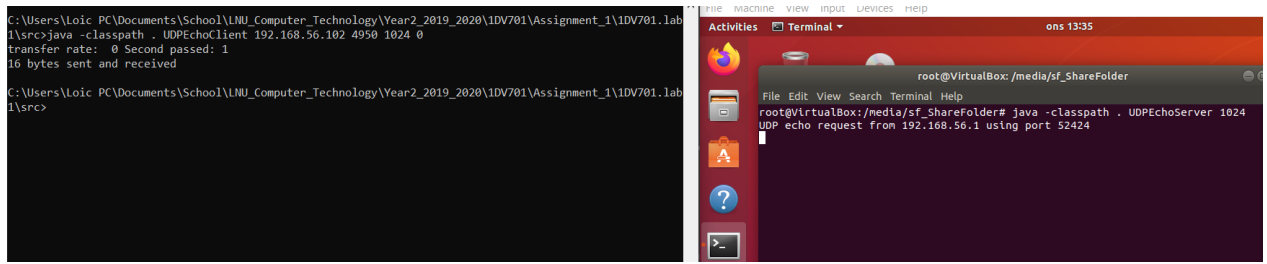 C:\Users\Loic PC\Documents\School\LNU_Computer_Technology\Year2_2019_2020\1DV701\Assignment_1\1DV701.lab
1\src>java -classpath . UDPEchoClient 192.168.56.102 4950 1024 0
transfer rate:  0 Second passed: 1
16 bytes sent and received
C:\Users\Loic PC\Documents\School\LNU_Computer_Technology\Year2_2019_2020\1DV701\Assignment_1\1DV701.lab
1\src>
File Machine View Input Devices Help
Activities Terminal ons 13:35
root@VirtualBox: /media/sf_ShareFolder
File Edit View Search Terminal Help
root@VirtualBox:/media/sf_ShareFolder# java -classpath . UDPEchoServer 1024
UDP echo request from 192.168.56.1 using port 52424